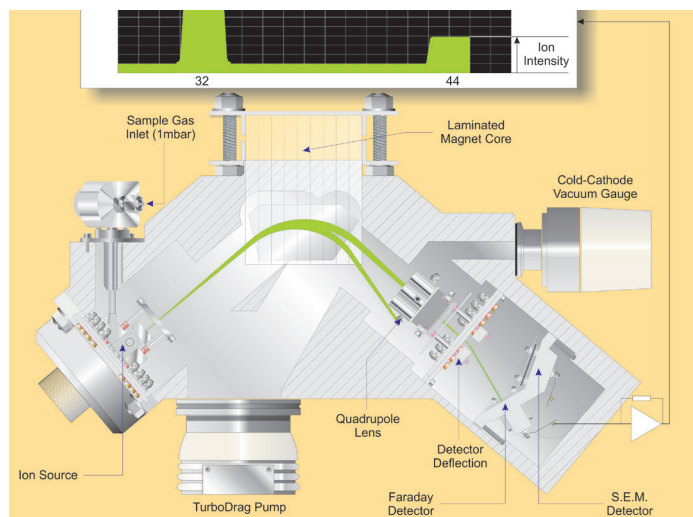 Ion
Intensity
32
44
Sample Gas
Inlet (1mbar)
Laminated
Magnet Core
Cold-Cathode
Vacuum Gauge
Quadrupole
Lens
Detector
Deflection
Ion Source
TurboDrag Pump
Faraday
Detector
S.E.M.
Detector